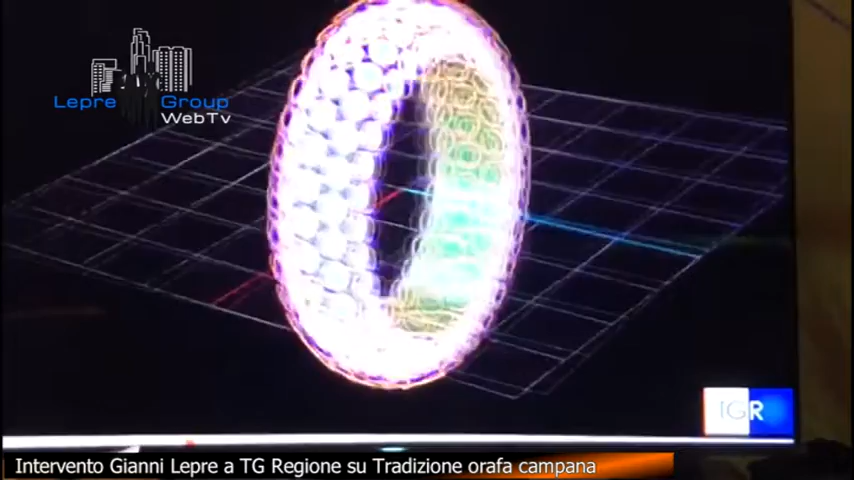 Lepre Group
WebTv
TGR
Intervento Gianni Lepre a TG Regione su Tradizione orafa campana